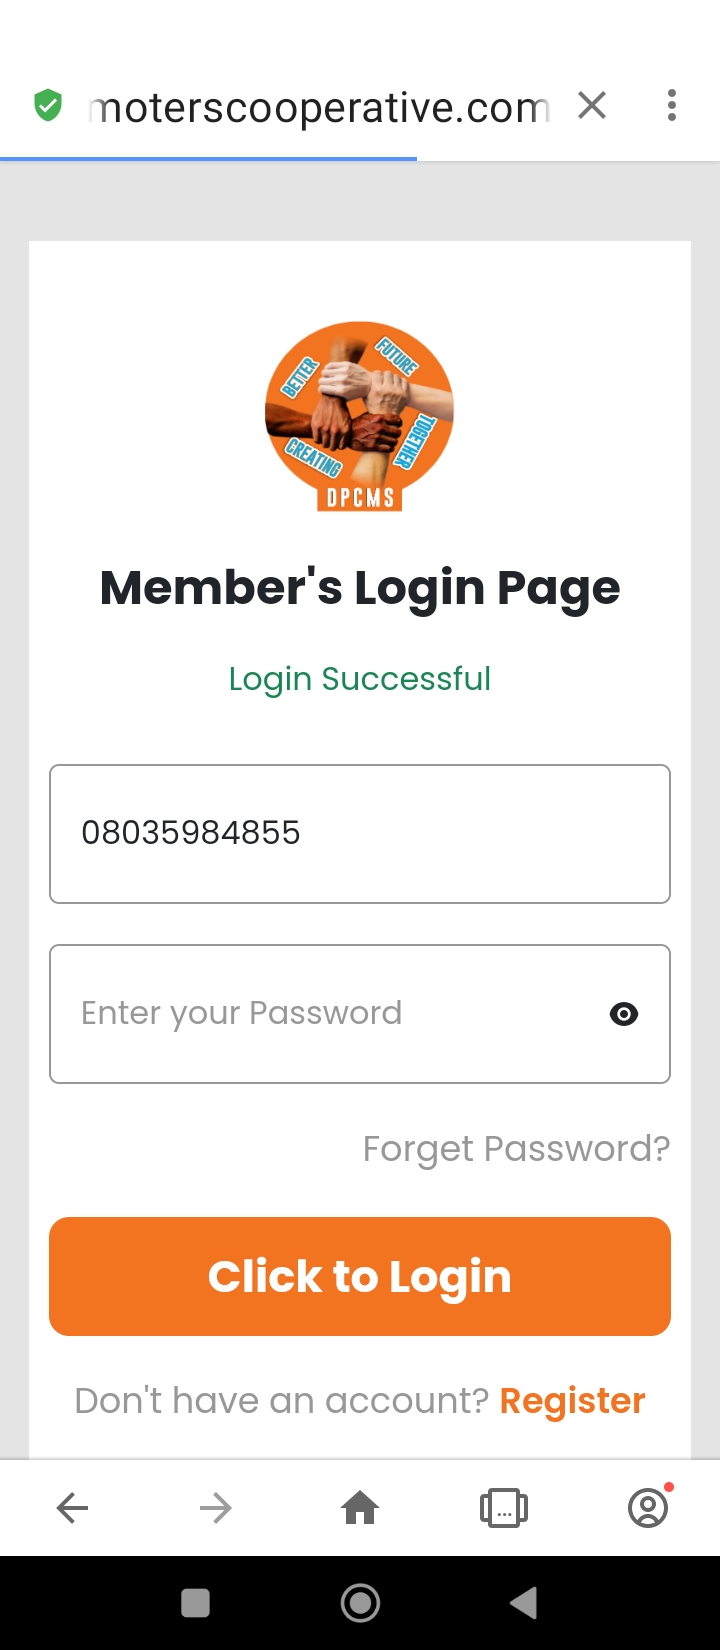 moterscooperative.com
BETTER
FUTURE
TOGETHER
CREATING
DPCMS
Member's Login Page
Login Successful
08035984855
Enter your Password
Forget Password?
Click to Login
Don't have an account? Register